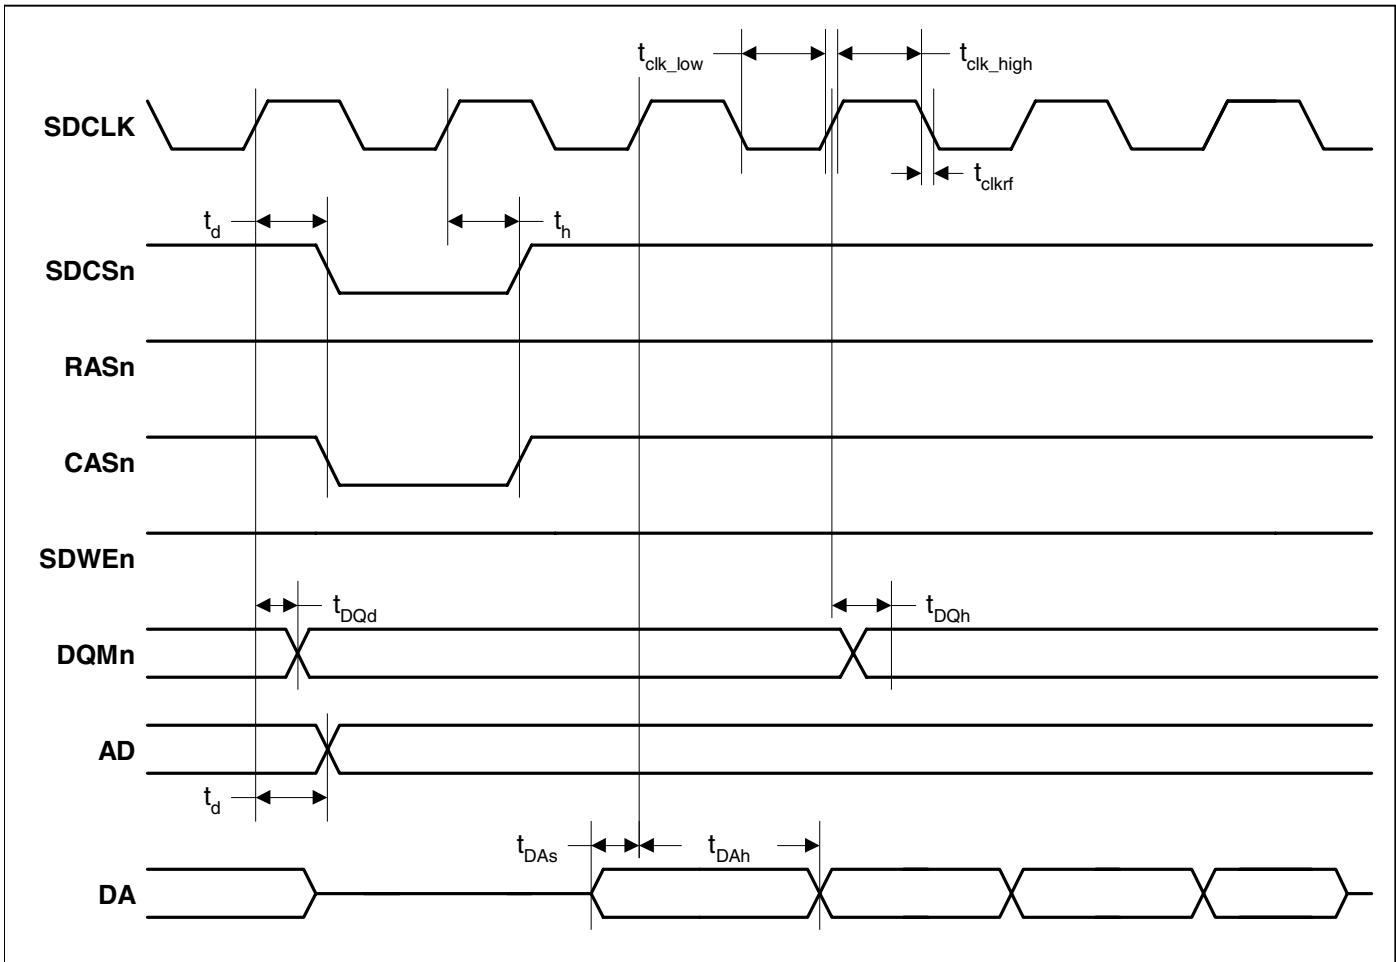 t_clk_low
t_clk_high
SDCLK
t_clkrf
t_d
t_h
SDCSn
RASn
CASn
SDWEn
t_DQd
t_DQh
DQMn
AD
t_d
t_DAs
t_DAh
DA